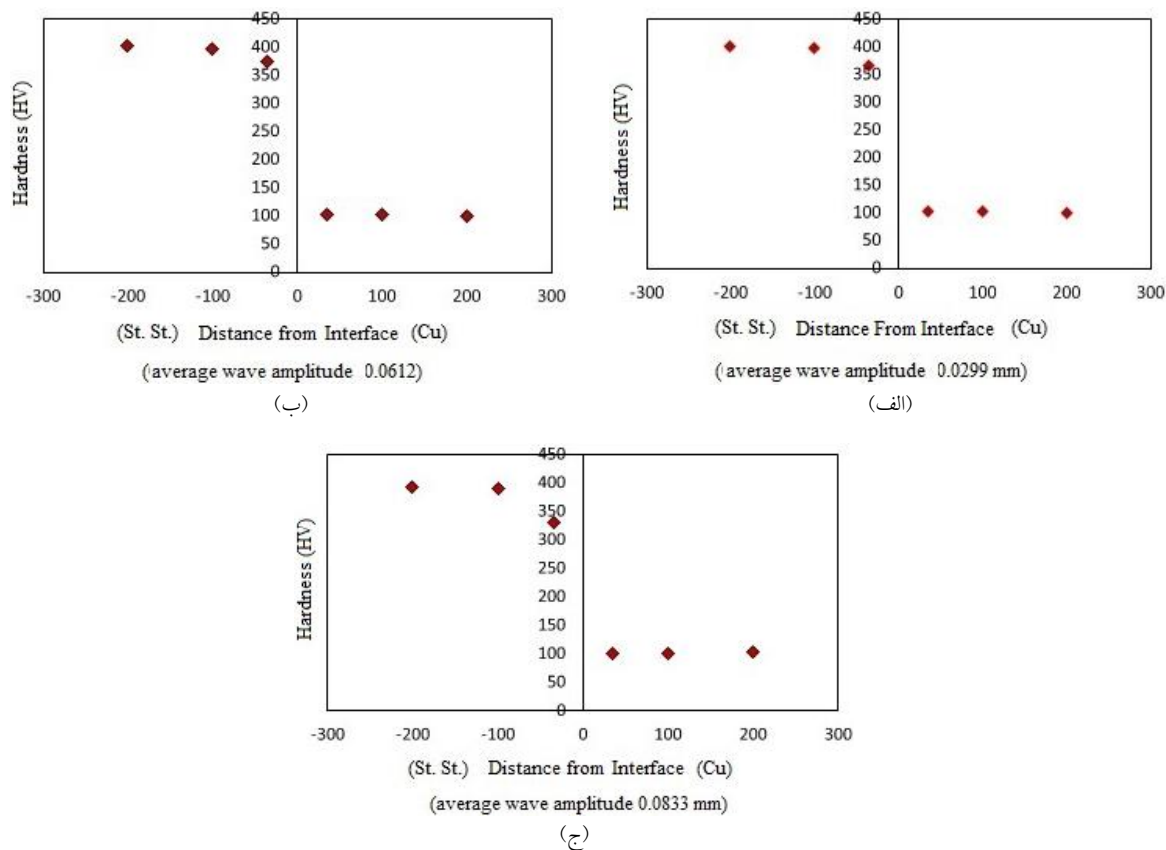 450
400
350
300
250
200
150
100
50
0
Hardness (HV)
-300 -200 -100 0 100 200 300
(St. St.) Distance from Interface (Cu)
(average wave amplitude 0.0612)
(ب)
450
400
350
300
250
200
150
100
50
0
Hardness (HV)
-300 -200 -100 0 100 200 300
(St. St.) Distance From Interface (Cu)
(average wave amplitude 0.0299 mm)
(الف)
450
400
350
300
250
200
150
100
50
0
Hardness (HV)
-300 -200 -100 0 100 200 300
(St. St.) Distance from Interface (Cu)
(average wave amplitude 0.0833 mm)
(ج)